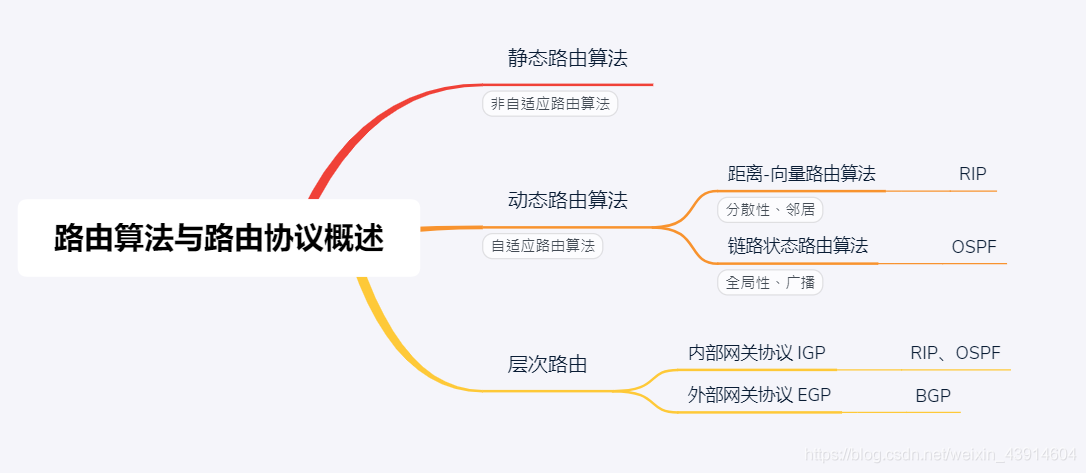 路由算法与路由协议概述
静态路由算法
非自适应路由算法
动态路由算法
自适应路由算法
距离-向量路由算法
RIP
分散性、邻居
链路状态路由算法
OSPF
全局性、广播
层次路由
内部网关协议 IGP
RIP、OSPF
外部网关协议 EGP
BGP
https://blog.csdn.net/weixin_43914604